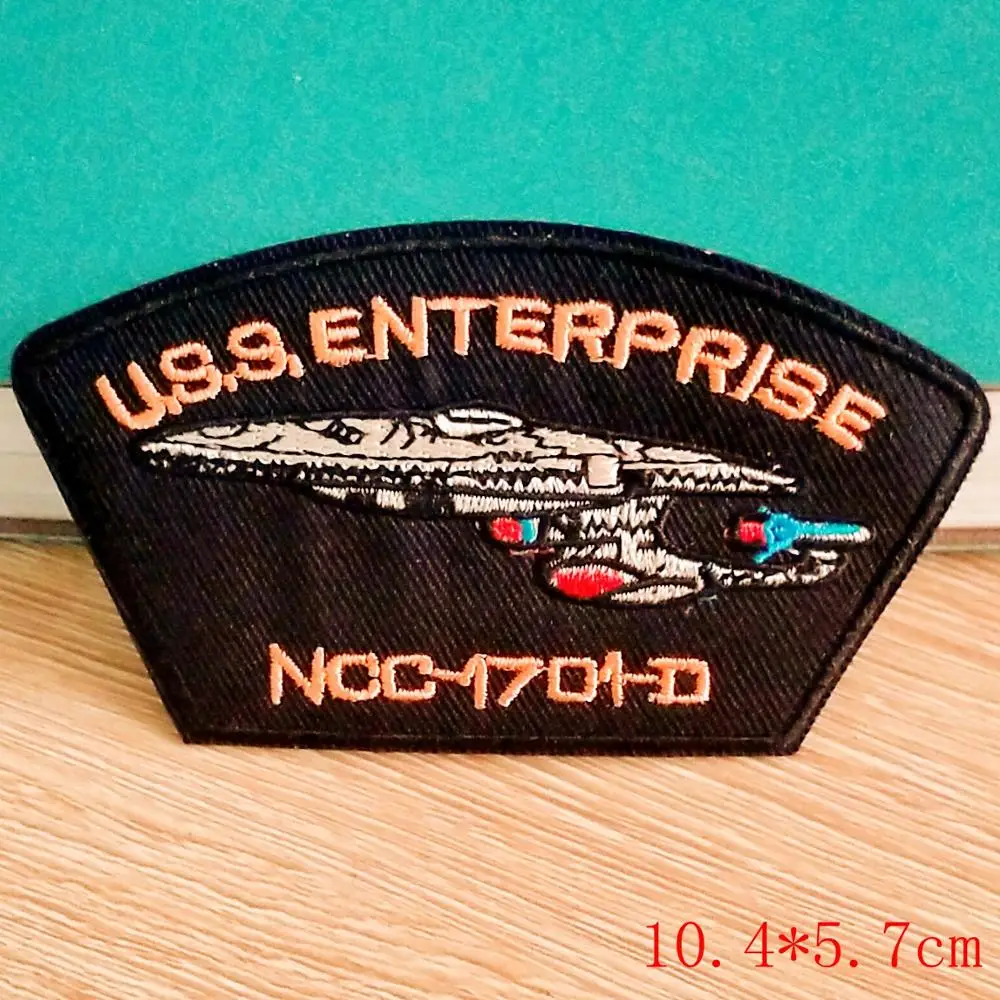 U.S.S. ENTERPRISE
NCC-1701-D
10.4*5.7cm